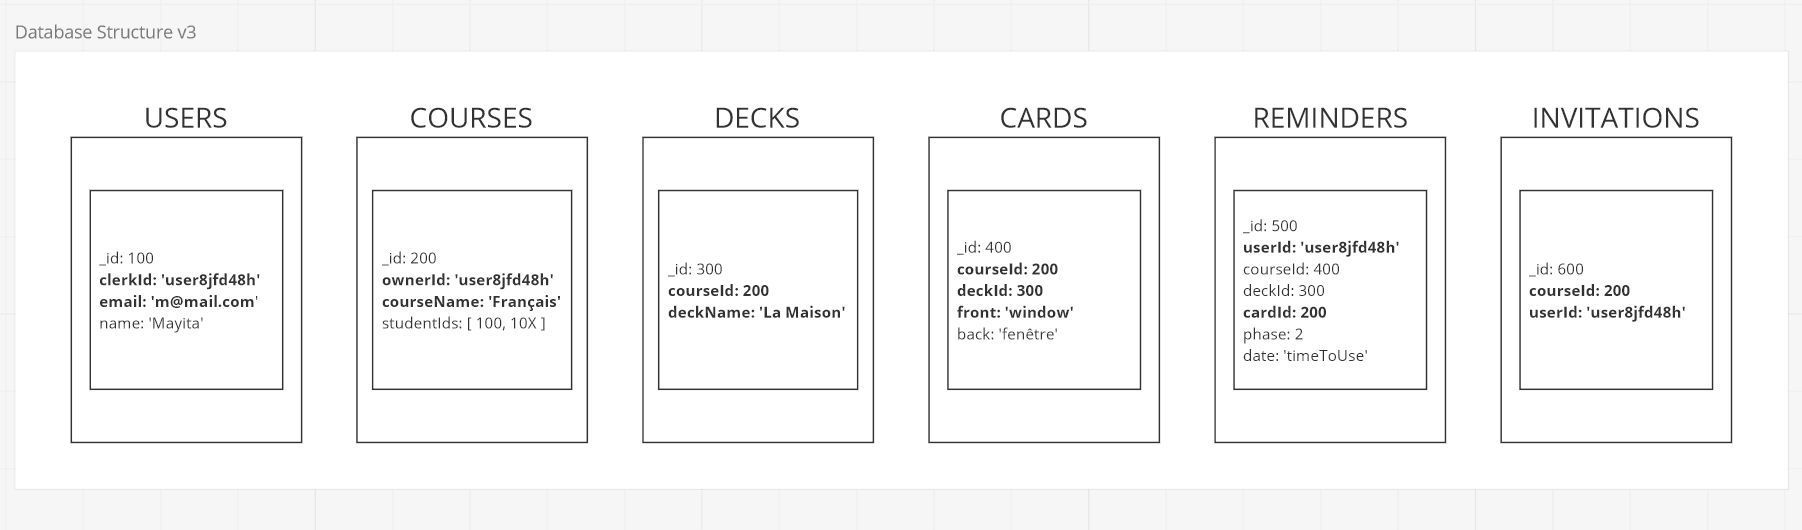 Database Structure v3
USERS
_id: 100
clerkId: 'user8jfd48h'
email: 'm@mail.com'
name: 'Mayita'
COURSES
_id: 200
ownerId: 'user8jfd48h'
courseName: 'Français'
studentIds: [ 100, 10X ]
DECKS
_id: 300
courseId: 200
deckName: 'La Maison'
CARDS
_id: 400
courseId: 200
deckId: 300
front: 'window'
back: 'fenêtre'
REMINDERS
_id: 500
userId: 'user8jfd48h'
courseId: 400
deckId: 300
cardId: 200
phase: 2
date: 'timeToUse'
INVITATIONS
_id: 600
courseId: 200
userId: 'user8jfd48h'